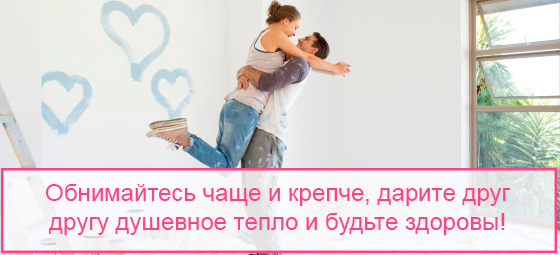 Обнимайтесь чаще и крепче, дарите друг
другу душевное тепло и будьте здоровы!